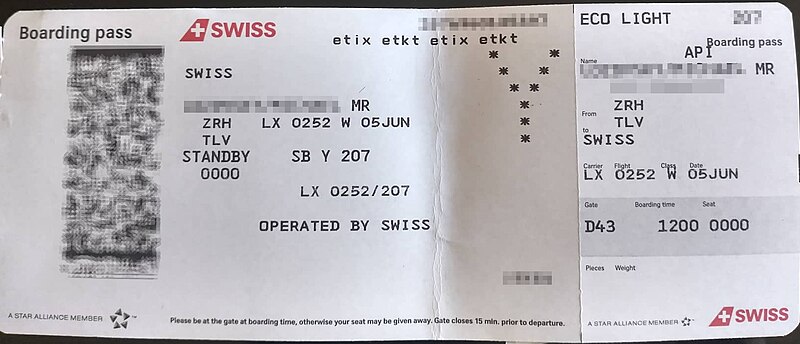 Boarding pass
SWISS
etix etkt etix etkt
SWISS
MR
ZRH LX 0252 W 05JUN
TLV
STANDBY SB Y 207
0000
LX 0252/207
OPERATED BY SWISS
A STAR ALLIANCE MEMBER
Please be at the gate at boarding time, otherwise your seat may be given away. Gate closes 15 min. prior to departure.
ECO LIGHT 207
Boarding pass
API
Name
MR
From ZRH
to TLV
SWISS
Carrier Flight Class Date
LX 0252 W 05JUN
Gate Boarding time Seat
D43 1200 0000
Pieces Weight
A STAR ALLIANCE MEMBER
SWISS